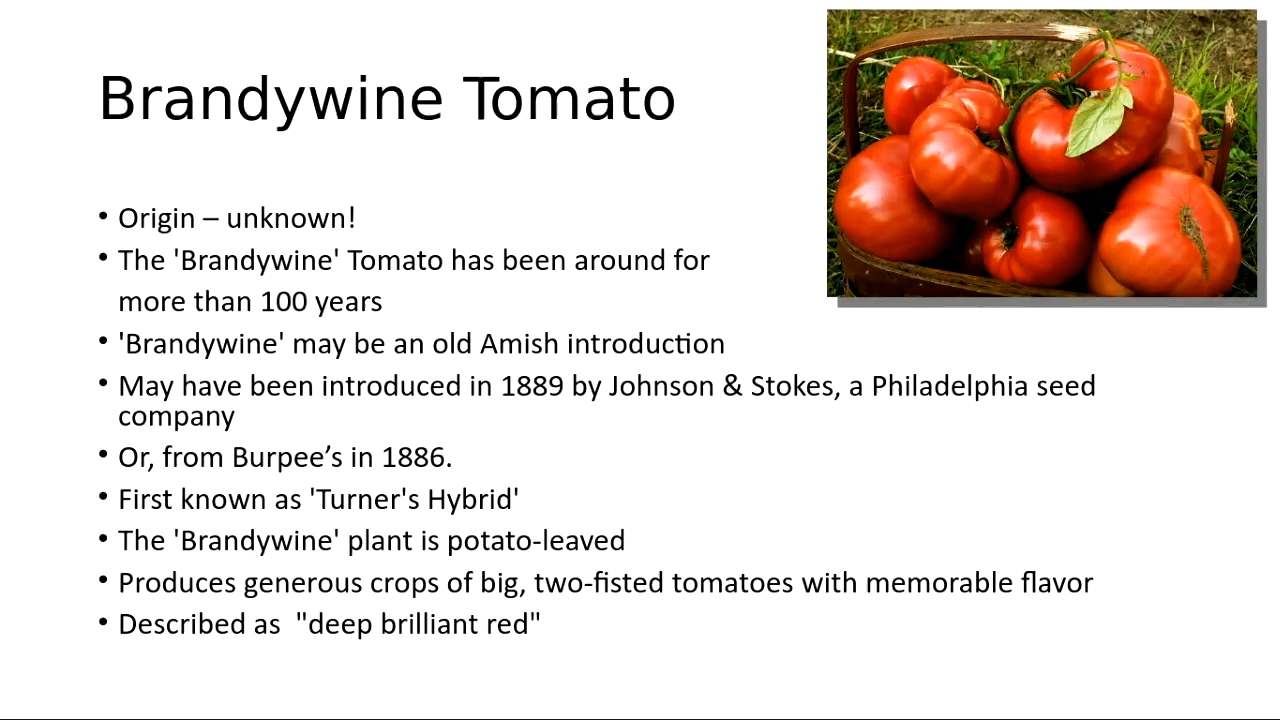 Brandywine Tomato
• Origin – unknown!
• The 'Brandywine' Tomato has been around for
more than 100 years
• 'Brandywine' may be an old Amish introduction
• May have been introduced in 1889 by Johnson & Stokes, a Philadelphia seed
company
• Or, from Burpee’s in 1886.
• First known as 'Turner's Hybrid'
• The 'Brandywine' plant is potato-leaved
• Produces generous crops of big, two-fisted tomatoes with memorable flavor
• Described as  "deep brilliant red"